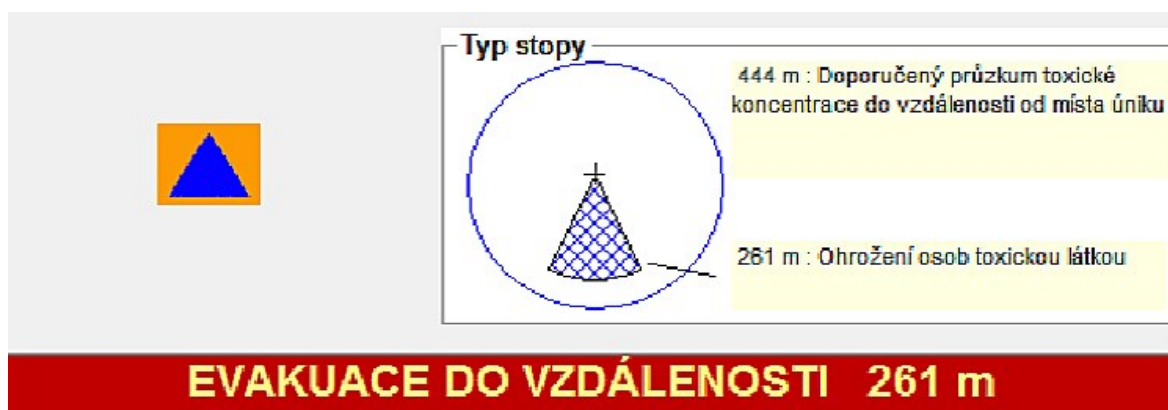 Typ stopy
444 m : Doporučený průzkum toxické
koncentrace do vzdálenosti od místa úniku
261 m : Ohrožení osob toxickou látkou
EVAKUACE DO VZDÁLENOSTI 261 m